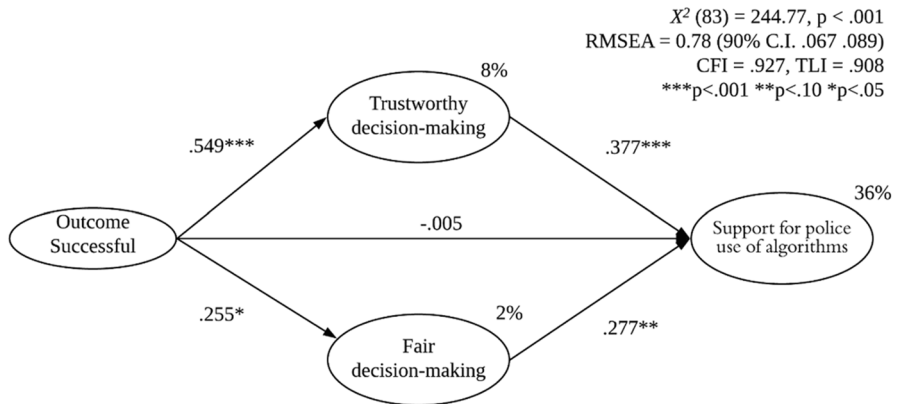 X² (83) = 244.77, p < .001
RMSEA = 0.78 (90% C.I. .067 .089)
CFI = .927, TLI = .908
***p<.001 **p<.10 *p<.05
8%
Trustworthy
decision-making
.549***
.377***
36%
Outcome
Successful
-.005
Support for police
use of algorithms
.255*
2%
.277**
Fair
decision-making